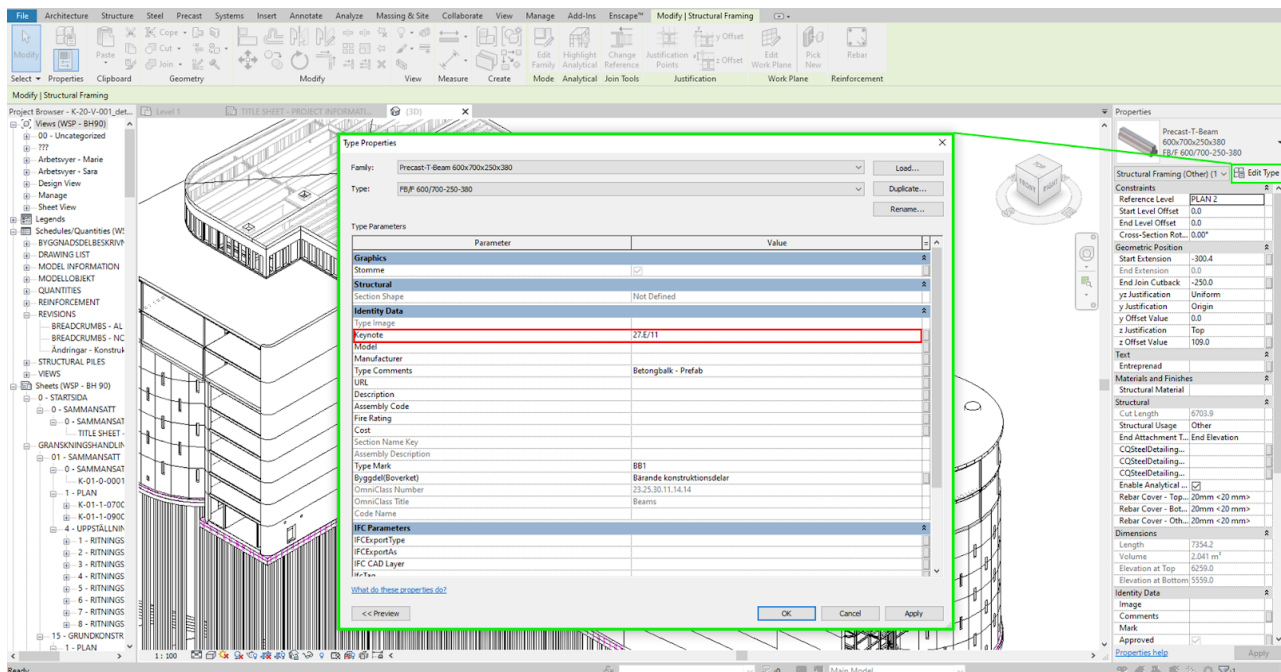 File Architecture Structure Steel Precast Systems Insert Annotate Analyze Massing & Site Collaborate View Manage Add-Ins Enscape™ Modify | Structural Framing
Modify
Paste
Cope
Cut
Join
Edit Family
Highlight Analytical
Change Reference
Justification Points
y Offset
z Offset
Edit Work Plane
Pick New
Rebar
Select Properties Clipboard Geometry Modify View Measure Create Mode Analytical Join Tools Justification Work Plane Reinforcement
Modify | Structural Framing
Project Browser - K-20-V-001_det...
Level 1
TITLE SHEET - PROJECT INFORMATI...
{3D}
Views (WSP - BH90)
00 - Uncategorized
???
Arbetsvyer - Marie
Arbetsvyer - Sara
Design View
Manage
Sheet View
Legends
Schedules/Quantities (WS
BYGGNADSDELBESKRIVN
DRAWING LIST
MODEL INFORMATION
MODELLOBJEKT
QUANTITIES
REINFORCEMENT
REVISIONS
BREADCRUMBS - AL
BREADCRUMBS - NC
Ändringar - Konstruk
STRUCTURAL PILES
VIEWS
Sheets (WSP - BH 90)
0 - STARTSIDA
0 - SAMMANSATT
0 - SAMMANSAT
TITLE SHEET -
GRANSKNINGSHANDLIN
01 - SAMMANSATT
0 - SAMMANSAT
K-01-0-0001
1 - PLAN
K-01-1-070C
K-01-1-090C
4 - UPPSTÄLLNIN
1 - RITNINGS
2 - RITNINGS
3 - RITNINGS
4 - RITNINGS
5 - RITNINGS
6 - RITNINGS
7 - RITNINGS
8 - RITNINGS
15 - GRUNDKONSTR
1 - PLAN
Ready
Type Properties
Family: Precast-T-Beam 600x700x250x380 Load...
Type: FB/F 600/700-250-380 Duplicate...
Rename...
Type Parameters
Parameter Value =
Graphics
Stomme
Structural
Section Shape Not Defined
Identity Data
Type Image
Keynote 27.E/11
Model
Manufacturer
Type Comments Betongbalk - Prefab
URL
Description
Assembly Code
Fire Rating
Cost
Section Name Key
Assembly Description
Type Mark BB1
Byggdel(Boverket) Bärande konstruktionsdelar
OmniClass Number 23.25.30.11.14.14
OmniClass Title Beams
Code Name
IFC Parameters
IFCExportType
IFCExportAs
IFC CAD Layer
IfcTag
What do these properties do?
<< Preview OK Cancel Apply
TOP
FRONT
RIGHT
1 : 100
Main Model
Properties
Precast-T-Beam
600x700x250x380
FB/F 600/700-250-380
Structural Framing (Other) (1 Edit Type
Constraints
Reference Level PLAN 2
Start Level Offset 0.0
End Level Offset 0.0
Cross-Section Rot... 0.00°
Geometric Position
Start Extension -300.4
End Extension 0.0
End Join Cutback -250.0
yz Justification Uniform
y Justification Origin
y Offset Value 0.0
z Justification Top
z Offset Value 109.0
Text
Entreprenad
Materials and Finishes
Structural Material
Structural
Cut Length 6703.9
Structural Usage Other
End Attachment T... End Elevation
CQSteelDetailing...
CQSteelDetailing...
CQSteelDetailing...
Enable Analytical ...
Rebar Cover - Top... 20mm <20 mm>
Rebar Cover - Bot... 20mm <20 mm>
Rebar Cover - Oth... 20mm <20 mm>
Dimensions
Length 7354.2
Volume 2.041 m³
Elevation at Top 6259.0
Elevation at Bottom 5559.0
Identity Data
Image
Comments
Mark
Approved
Properties help Apply